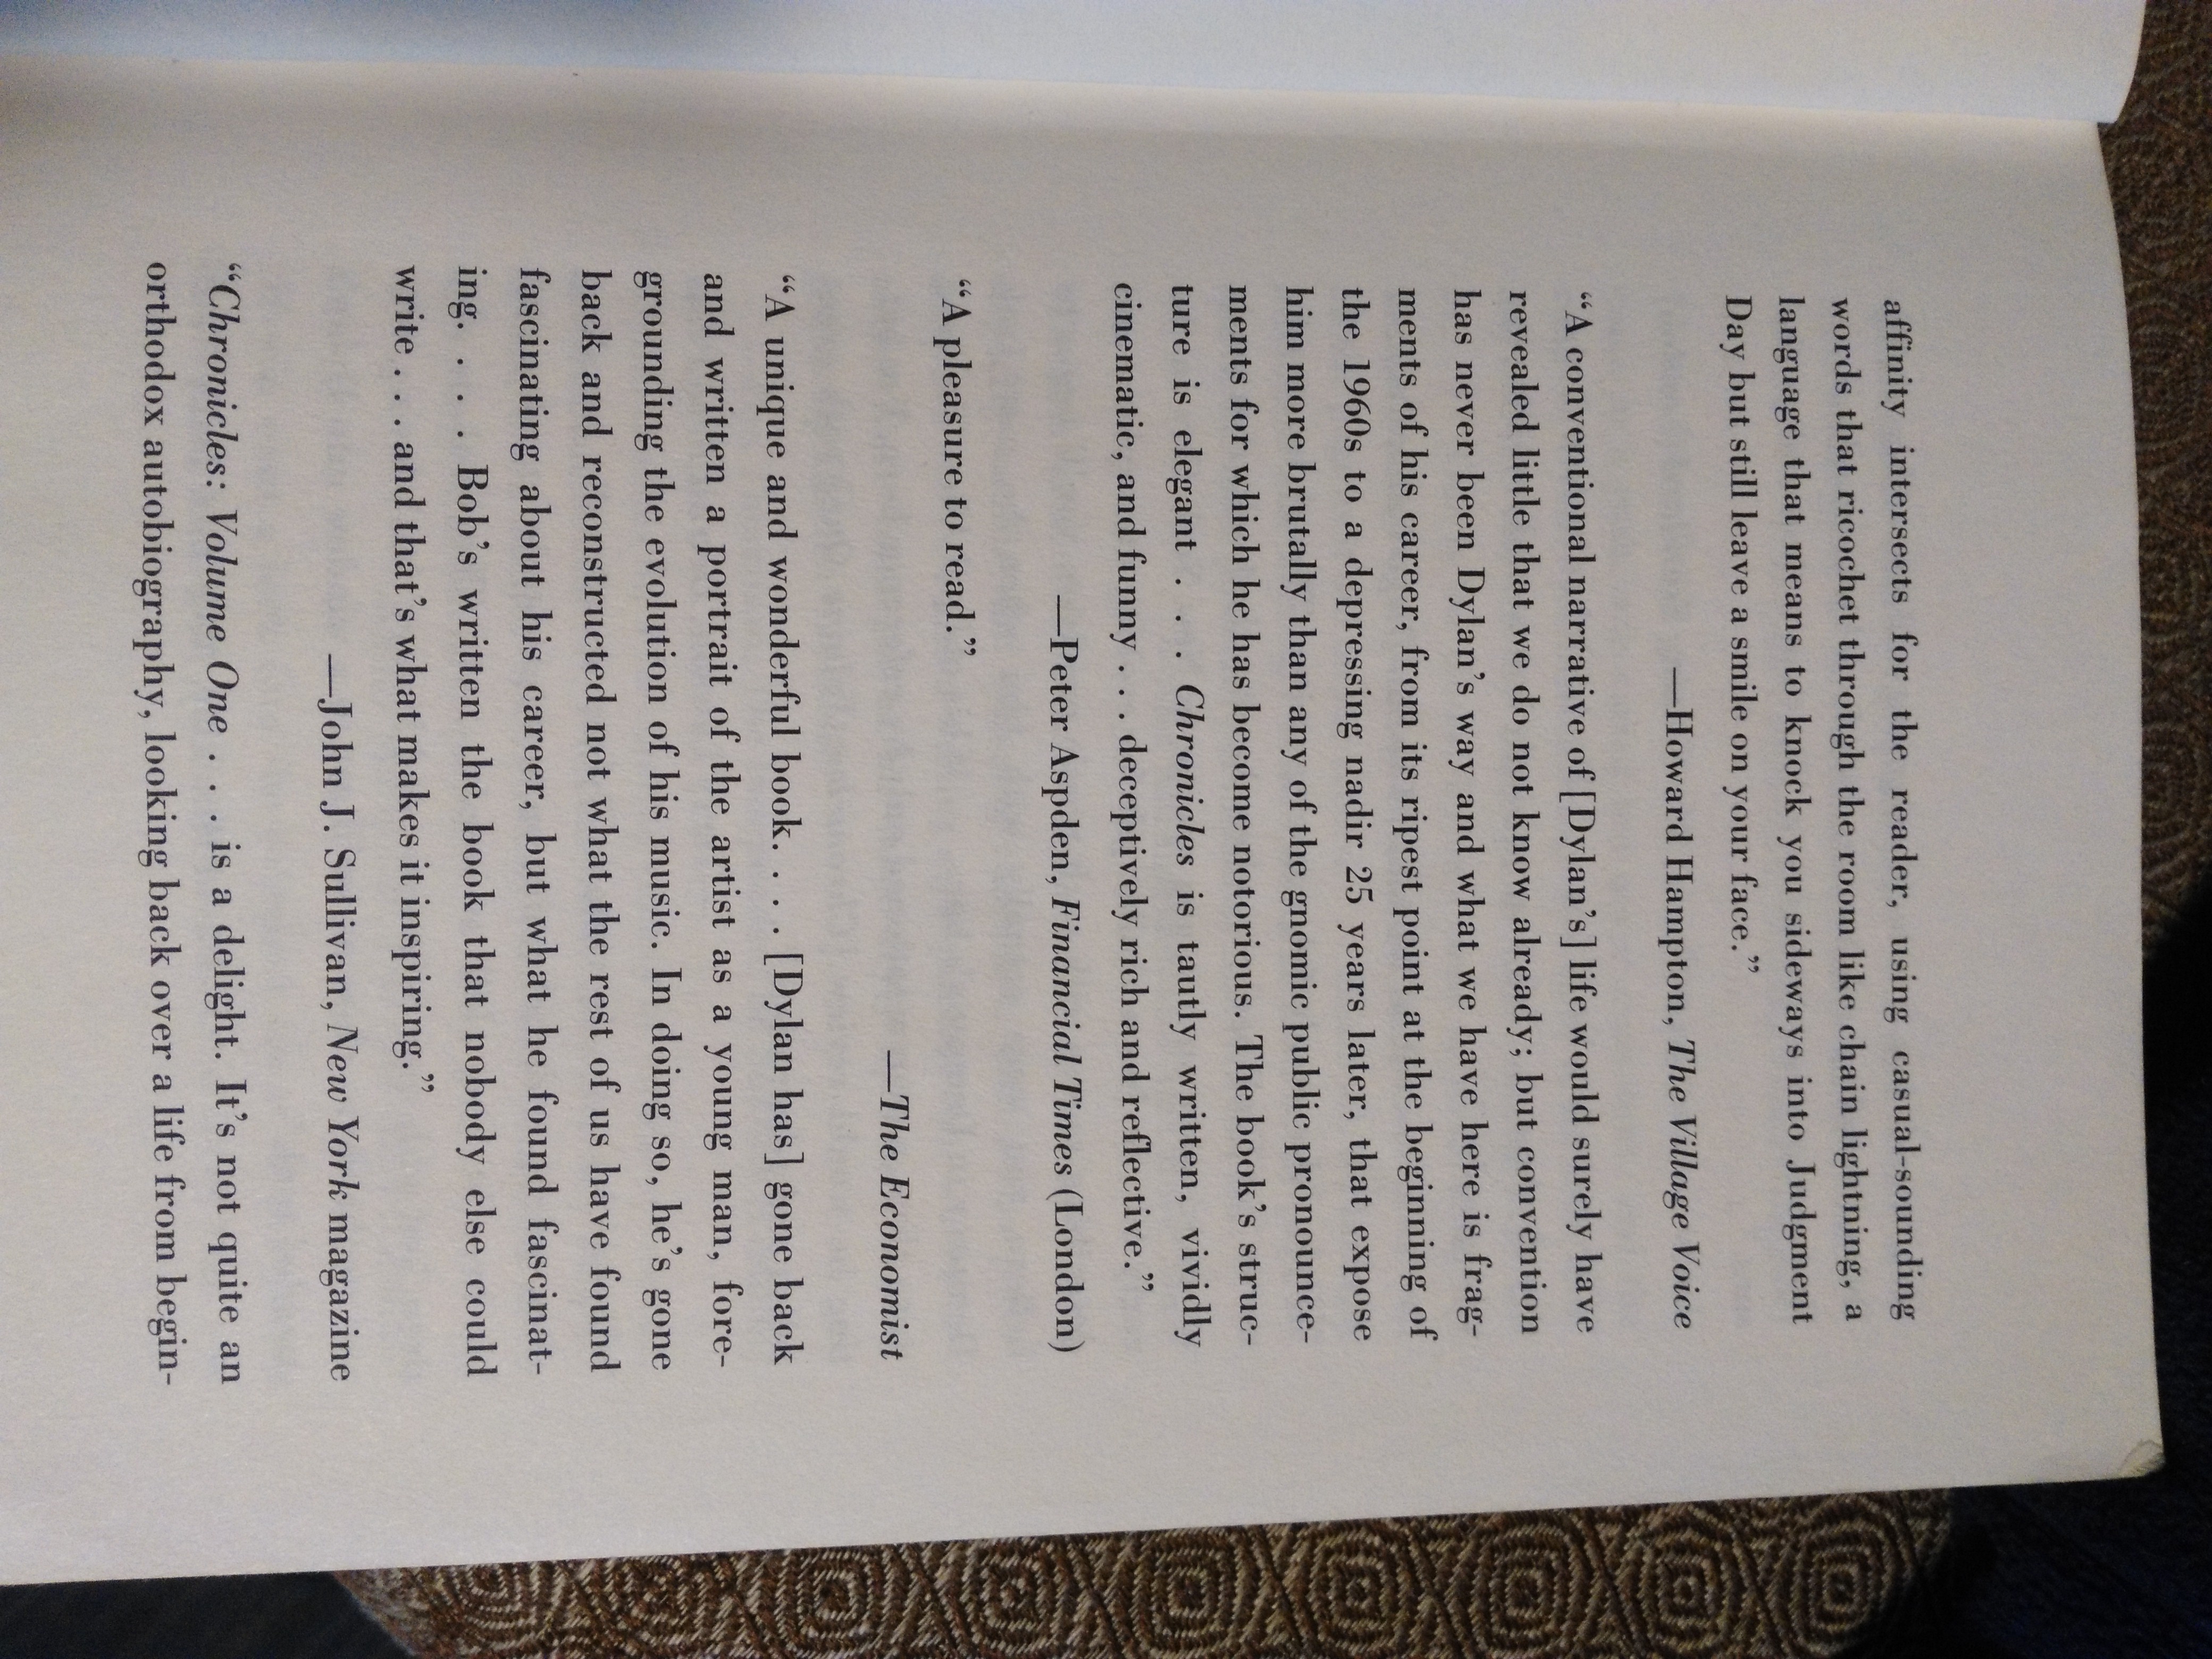 affinity intersects for the reader, using casual-sounding
words that ricochet through the room like chain lightning, a
language that means to knock you sideways into Judgment
Day but still leave a smile on your face.”
—Howard Hampton, The Village Voice
“A conventional narrative of [Dylan’s] life would surely have
revealed little that we do not know already; but convention
has never been Dylan’s way and what we have here is frag-
ments of his career, from its ripest point at the beginning of
the 1960s to a depressing nadir 25 years later, that expose
him more brutally than any of the gnomic public pronounce-
ments for which he has become notorious. The book’s struc-
ture is elegant . . . Chronicles is tautly written, vividly
cinematic, and funny . . . deceptively rich and reflective.”
—Peter Aspden, Financial Times (London)
“A pleasure to read.”
—The Economist
“A unique and wonderful book. . . . [Dylan has] gone back
and written a portrait of the artist as a young man, fore-
grounding the evolution of his music. In doing so, he’s gone
back and reconstructed not what the rest of us have found
fascinating about his career, but what he found fascinat-
ing. . . . Bob’s written the book that nobody else could
write . . . and that’s what makes it inspiring.”
—John J. Sullivan, New York magazine
“Chronicles: Volume One . . . is a delight. It’s not quite an
orthodox autobiography, looking back over a life from begin-